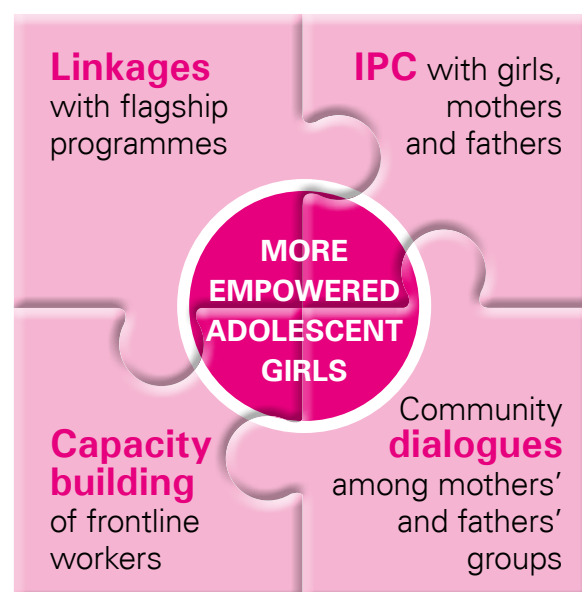 Linkages
with flagship
programmes
IPC with girls,
mothers
and fathers
MORE
EMPOWERED
ADOLESCENT
GIRLS
Capacity
building
of frontline
workers
Community
dialogues
among mothers’
and fathers’
groups